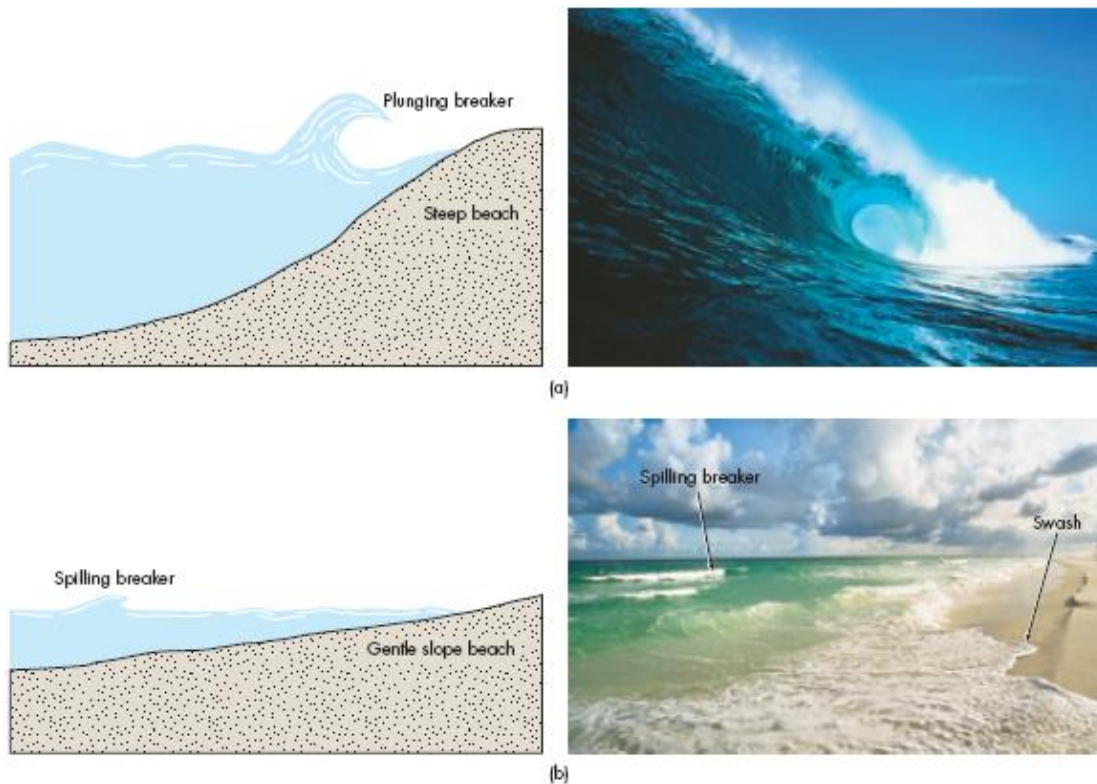 Plunging breaker
Steep beach
(a)
Spilling breaker
Swash
Spilling breaker
Gentle slope beach
(b)